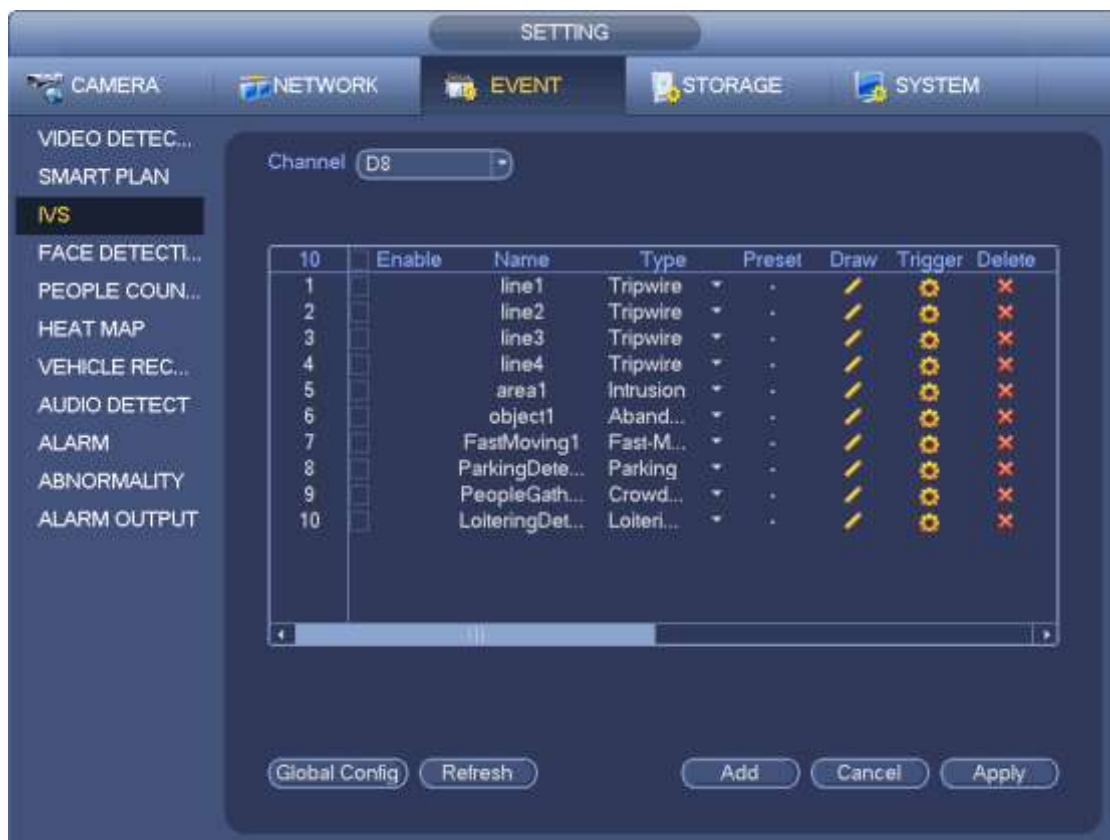 SETTING
CAMERA NETWORK EVENT STORAGE SYSTEM
VIDEO DETEC...
SMART PLAN
IVS
FACE DETECTI...
PEOPLE COUN...
HEAT MAP
VEHICLE REC...
AUDIO DETECT
ALARM
ABNORMALITY
ALARM OUTPUT
Channel D8
10 Enable Name Type Preset Draw Trigger Delete
1 line1 Tripwire
2 line2 Tripwire
3 line3 Tripwire
4 line4 Tripwire
5 area1 Intrusion
6 object1 Aband...
7 FastMoving1 Fast-M...
8 ParkingDete... Parking
9 PeopleGath... Crowd...
10 LoiteringDet... Loiteri...
Global Config Refresh Add Cancel Apply